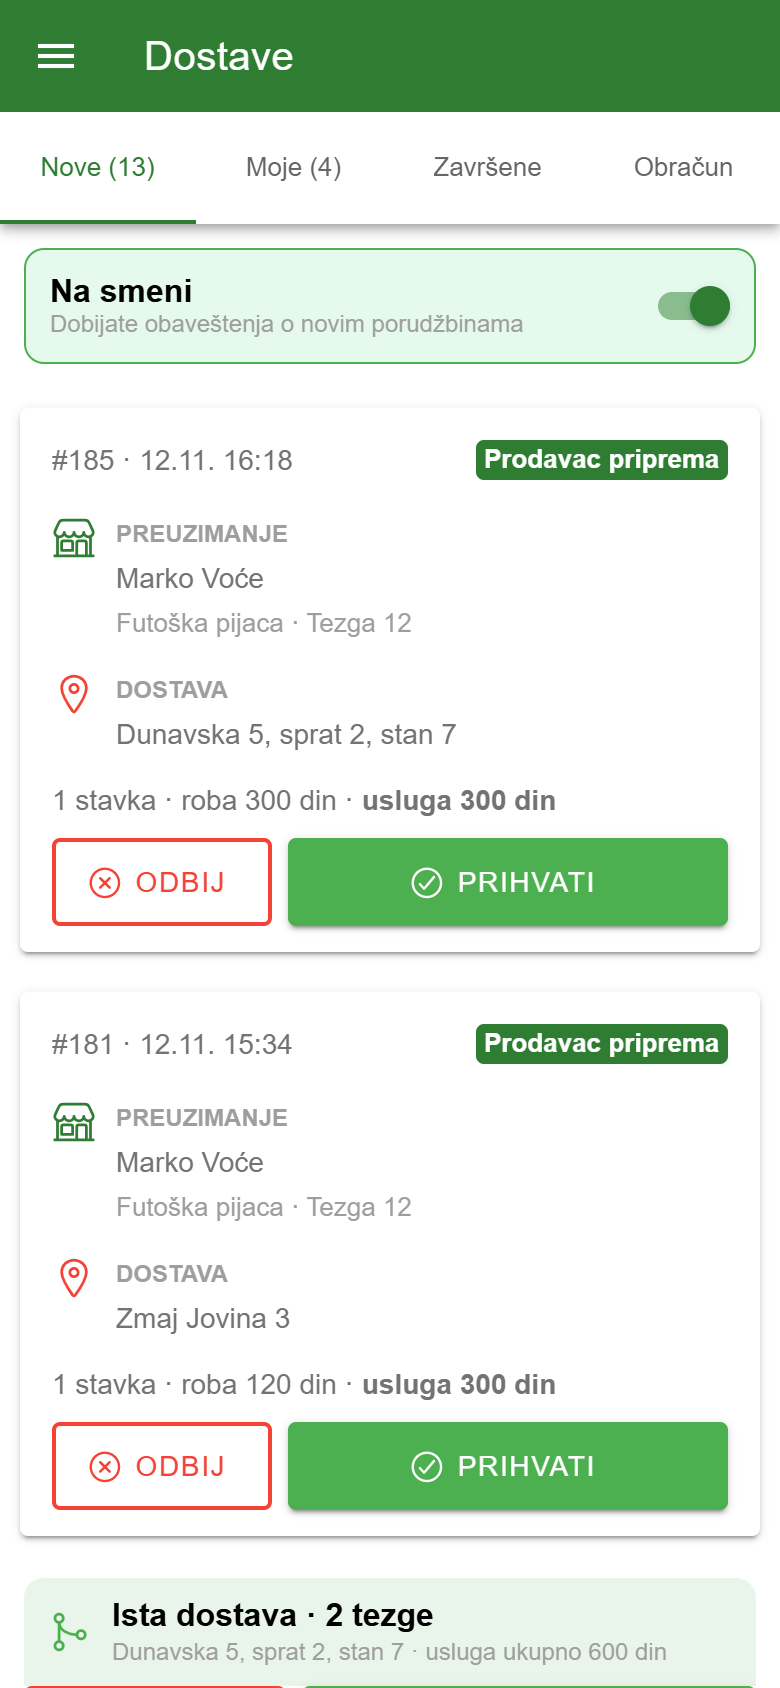 Dostave
Nove (13)
Moje (4)
Završene
Obračun
Na smeni
Dobijate obaveštenja o novim porudžbinama
#185 · 12.11. 16:18
Prodavac priprema
PREUZIMANJE
Marko Voće
Futoška pijaca · Tezga 12
DOSTAVA
Dunavska 5, sprat 2, stan 7
1 stavka · roba 300 din · usluga 300 din
ODBIJ
PRIHVATI
#181 · 12.11. 15:34
Prodavac priprema
PREUZIMANJE
Marko Voće
Futoška pijaca · Tezga 12
DOSTAVA
Zmaj Jovina 3
1 stavka · roba 120 din · usluga 300 din
ODBIJ
PRIHVATI
Ista dostava · 2 tezge
Dunavska 5, sprat 2, stan 7 · usluga ukupno 600 din